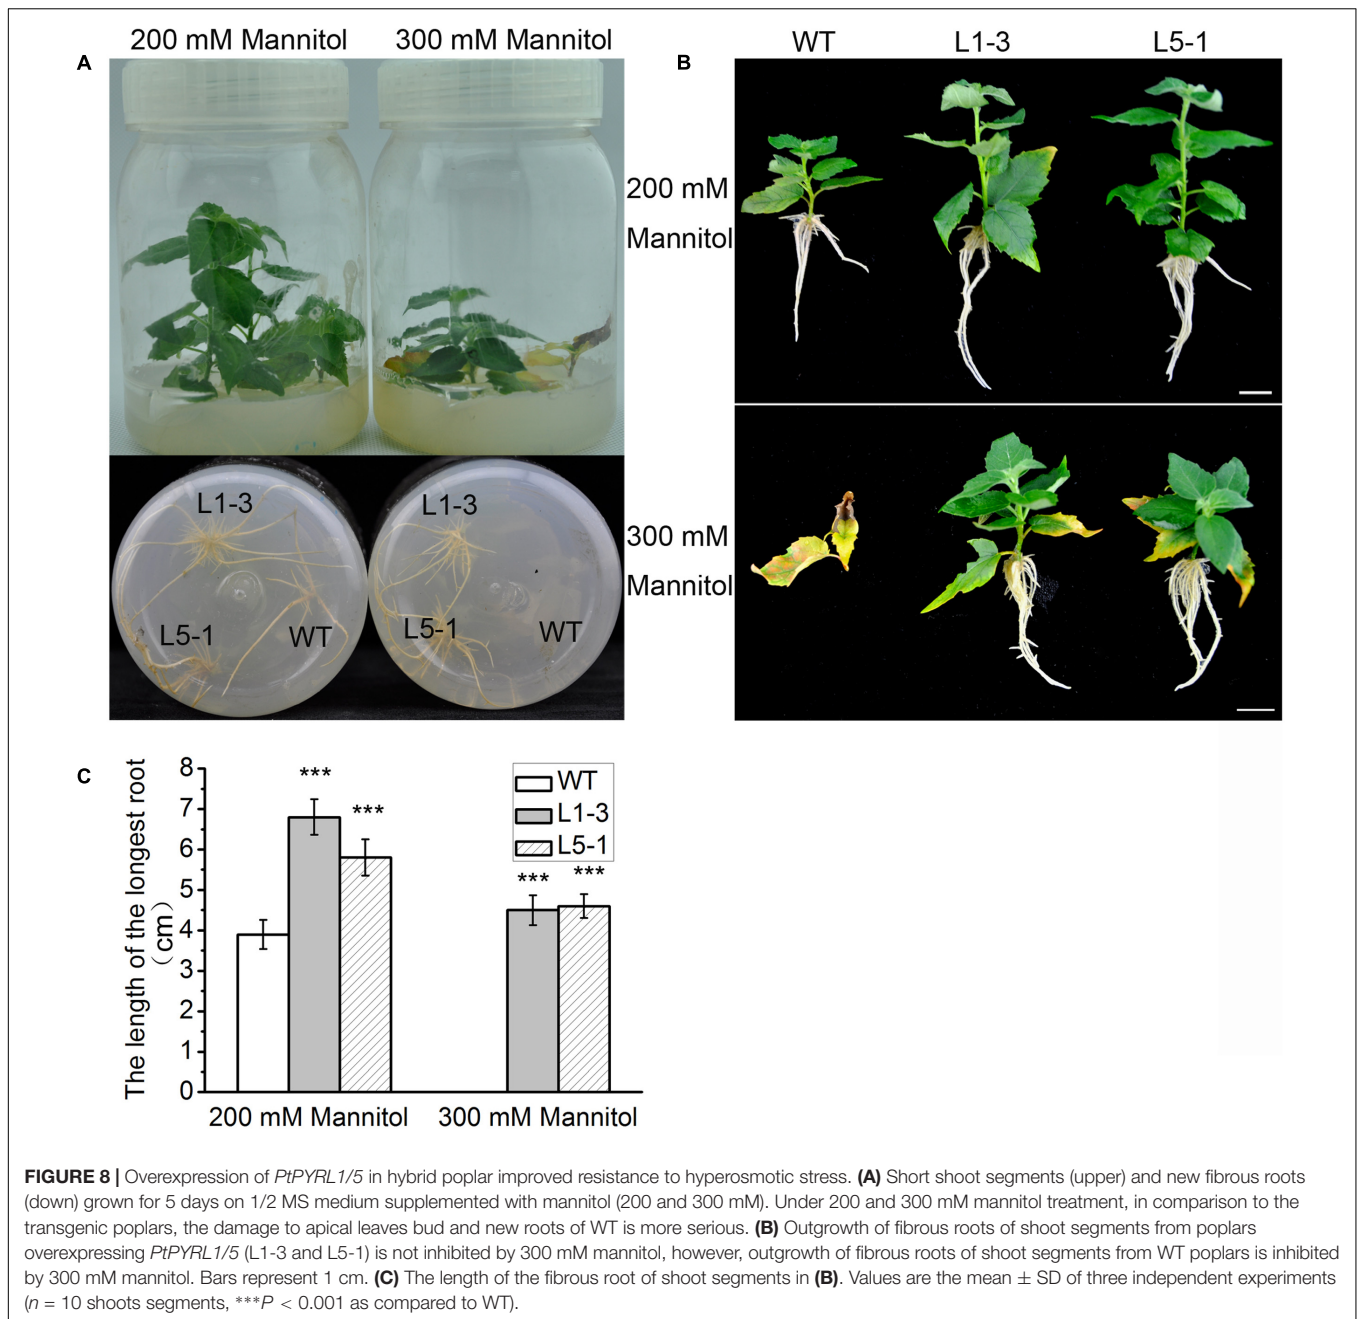 200 mM Mannitol 300 mM Mannitol
A
L1-3
L5-1
WT
L1-3
L5-1
WT
B
WT L1-3 L5-1
200 mM
Mannitol
300 mM
Mannitol
C
The length of the longest root
(cm)
8
7
6
5
4
3
2
1
0
*** ***
*** ***
WT
L1-3
L5-1
200 mM Mannitol 300 mM Mannitol
FIGURE 8 | Overexpression of PtPYRL1/5 in hybrid poplar improved resistance to hyperosmotic stress. (A) Short shoot segments (upper) and new fibrous roots
(down) grown for 5 days on 1/2 MS medium supplemented with mannitol (200 and 300 mM). Under 200 and 300 mM mannitol treatment, in comparison to the
transgenic poplars, the damage to apical leaves bud and new roots of WT is more serious. (B) Outgrowth of fibrous roots of shoot segments from poplars
overexpressing PtPYRL1/5 (L1-3 and L5-1) is not inhibited by 300 mM mannitol, however, outgrowth of fibrous roots of shoot segments from WT poplars is inhibited
by 300 mM mannitol. Bars represent 1 cm. (C) The length of the fibrous root of shoot segments in (B). Values are the mean ± SD of three independent experiments
(n = 10 shoots segments, ***P < 0.001 as compared to WT).